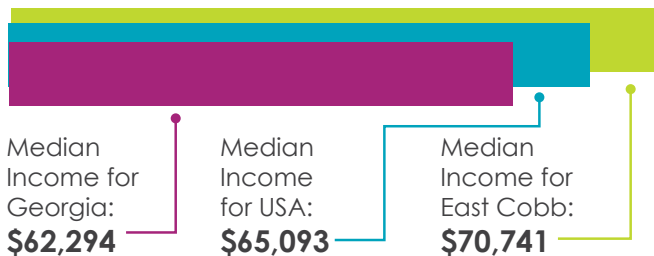 Median
Income for
Georgia:
$62,294
Median
Income
for USA:
$65,093
Median
Income for
East Cobb:
$70,741